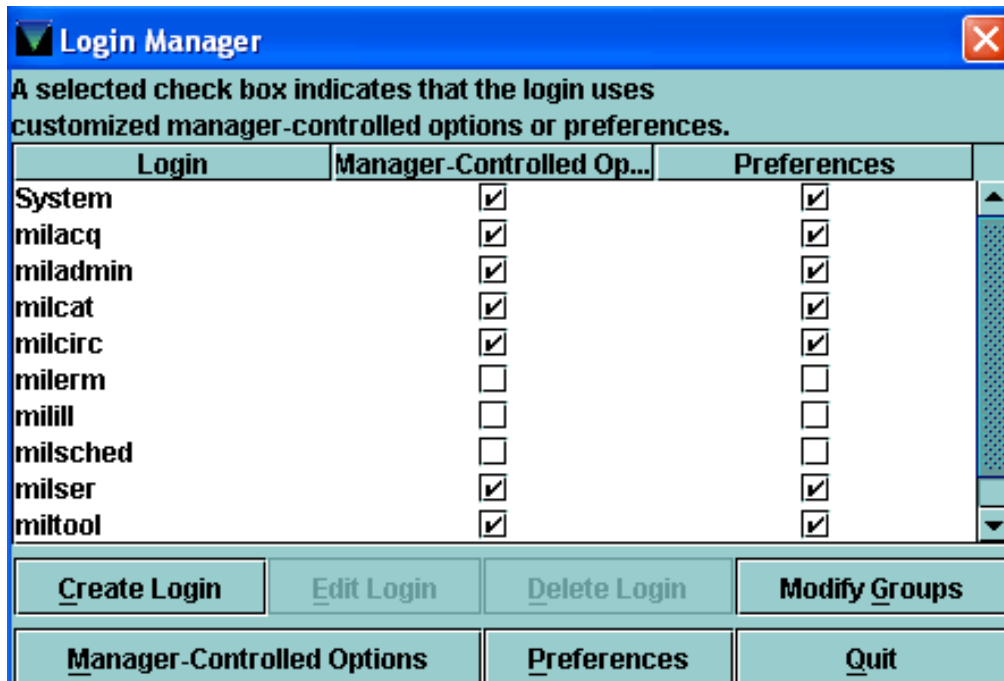 Login Manager
A selected check box indicates that the login uses
customized manager-controlled options or preferences.
Login Manager-Controlled Op... Preferences
System
milacq
miladmin
milcat
milcirc
milerm
milill
milsched
milser
miltool
Create Login Edit Login Delete Login Modify Groups
Manager-Controlled Options Preferences Quit